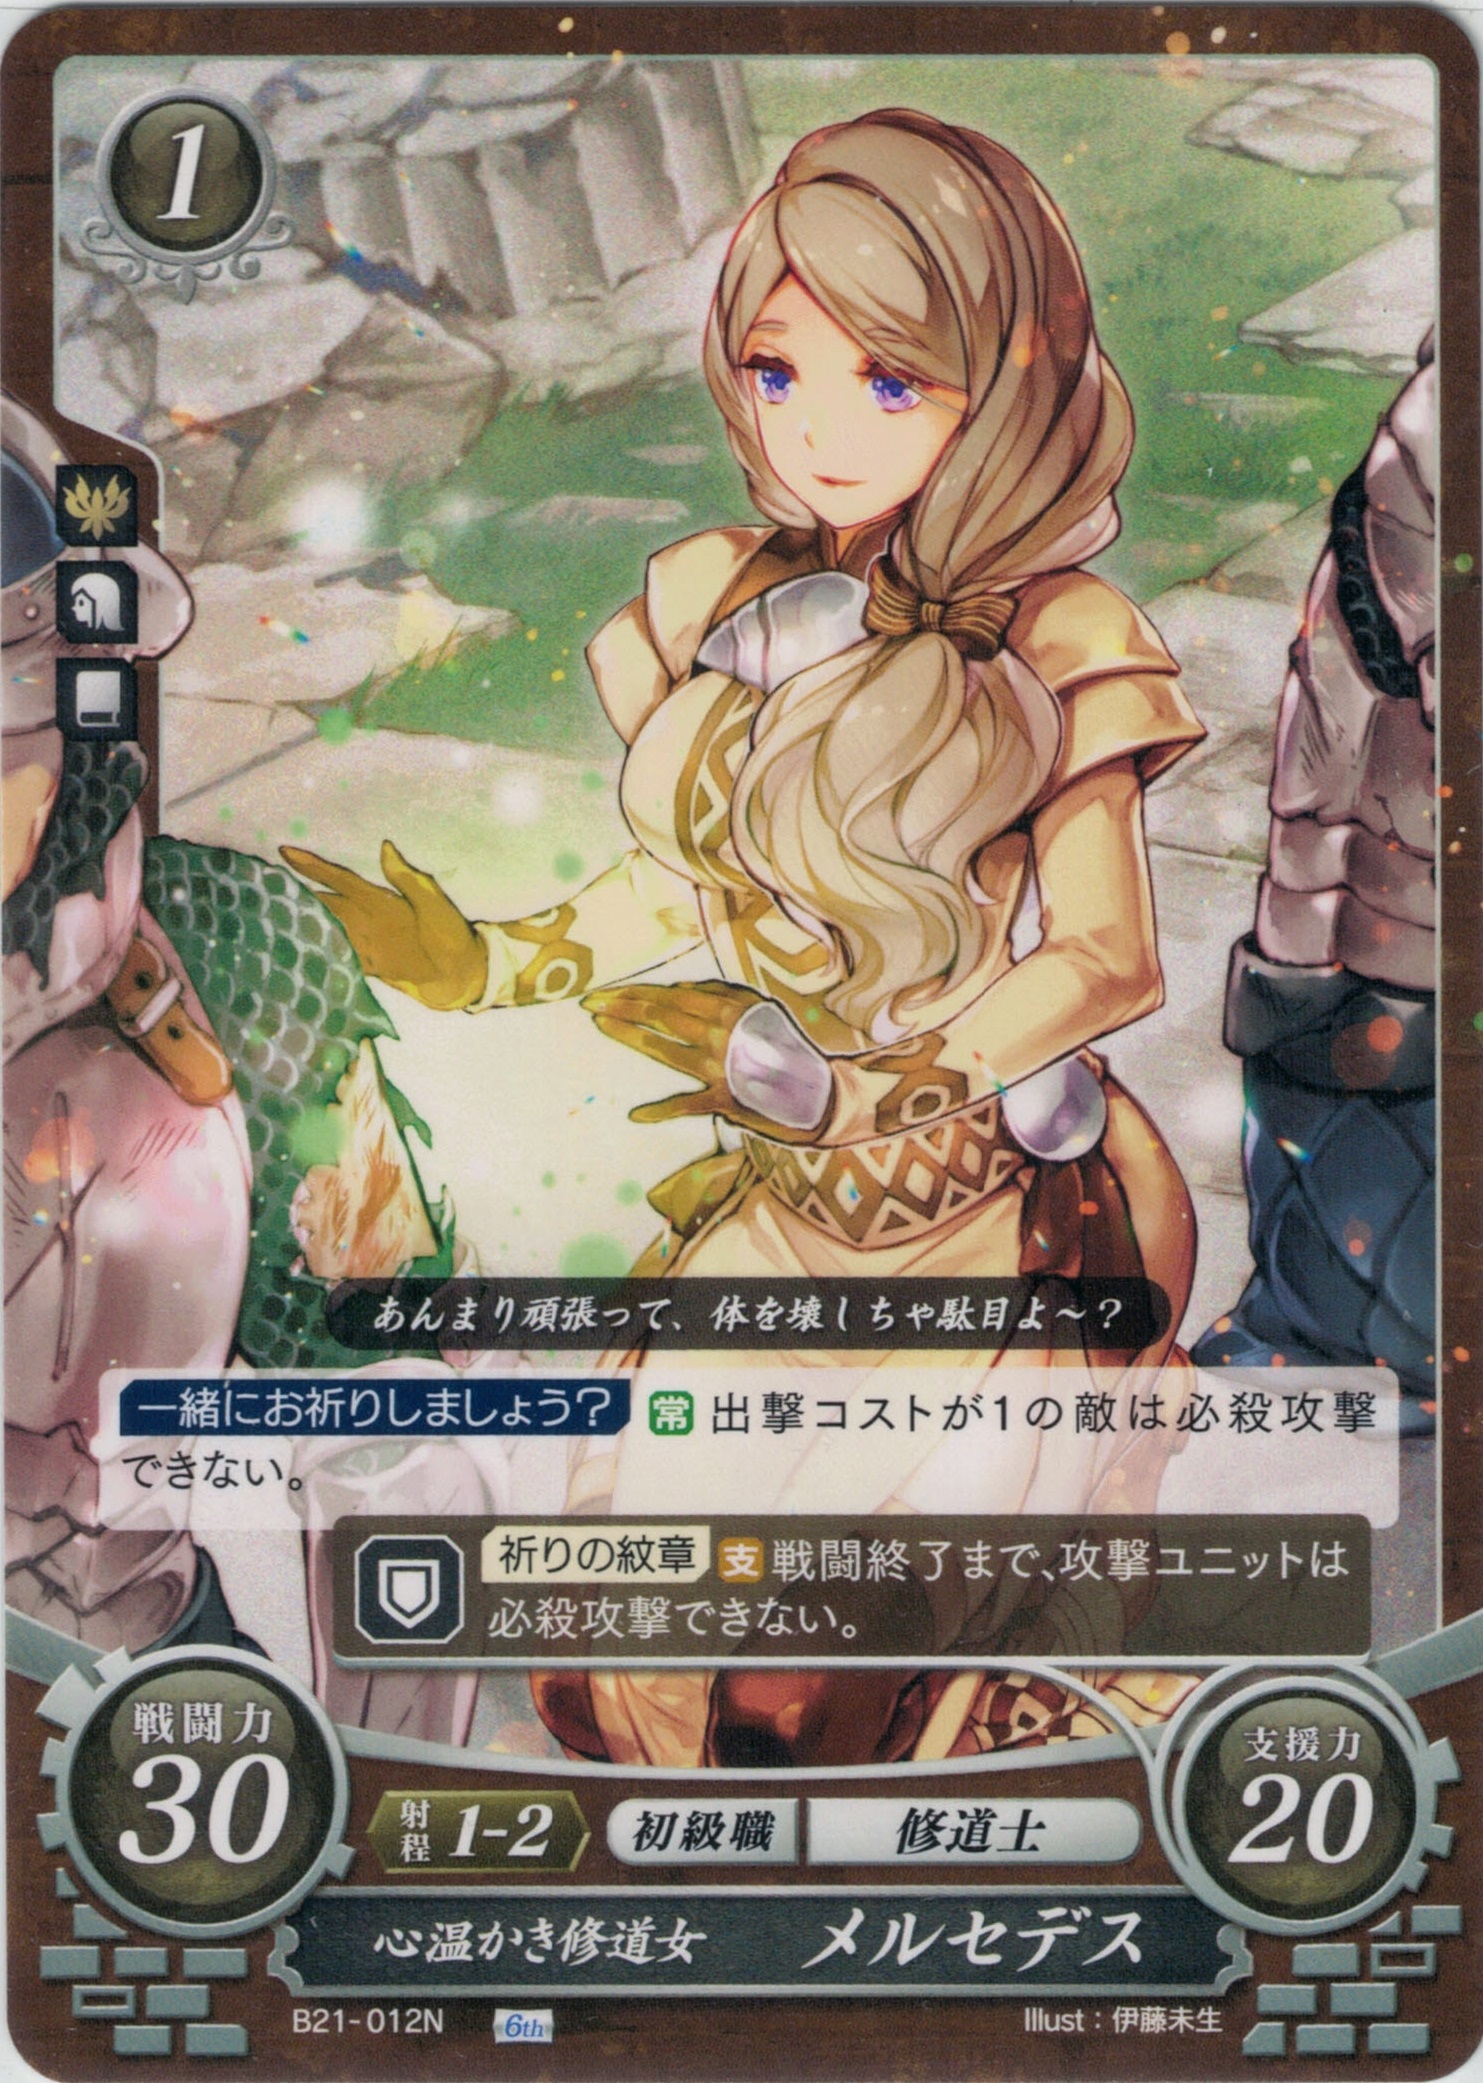 1
あんまり頑張って、体を壊しちゃ駄目よ～？
一緒にお祈りしましょう？ 常 出撃コストが1の敵は必殺攻撃
できない。
祈りの紋章 支 戦闘終了まで、攻撃ユニットは
必殺攻撃できない。
戦闘力
30
射程 1-2
初級職
修道士
支援力
20
心温かき修道女 メルセデス
B21-012N 6th Illust：伊藤未生